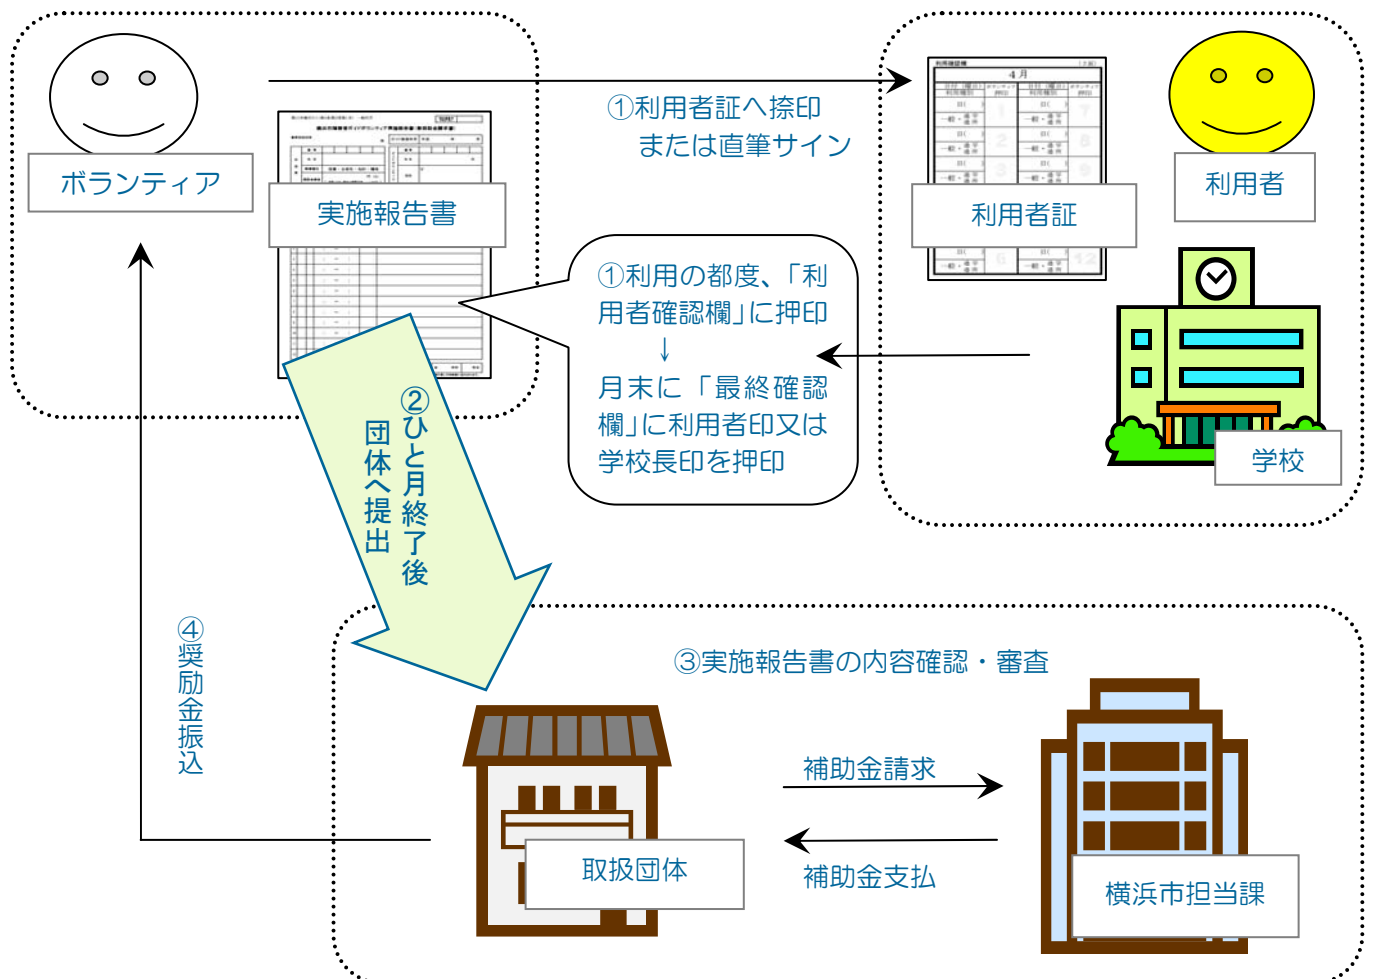 ボランティア
実施報告書
①利用者証へ捺印
または直筆サイン
利用確認欄
4月
利用者証
利用者
学校
①利用の都度、「利
用者確認欄」に押印
↓
月末に「最終確認
欄」に利用者印又は
学校長印を押印
②ひと月終了後
団体へ提出
③実施報告書の内容確認・審査
④奨励金振込
補助金請求
補助金支払
取扱団体
横浜市担当課